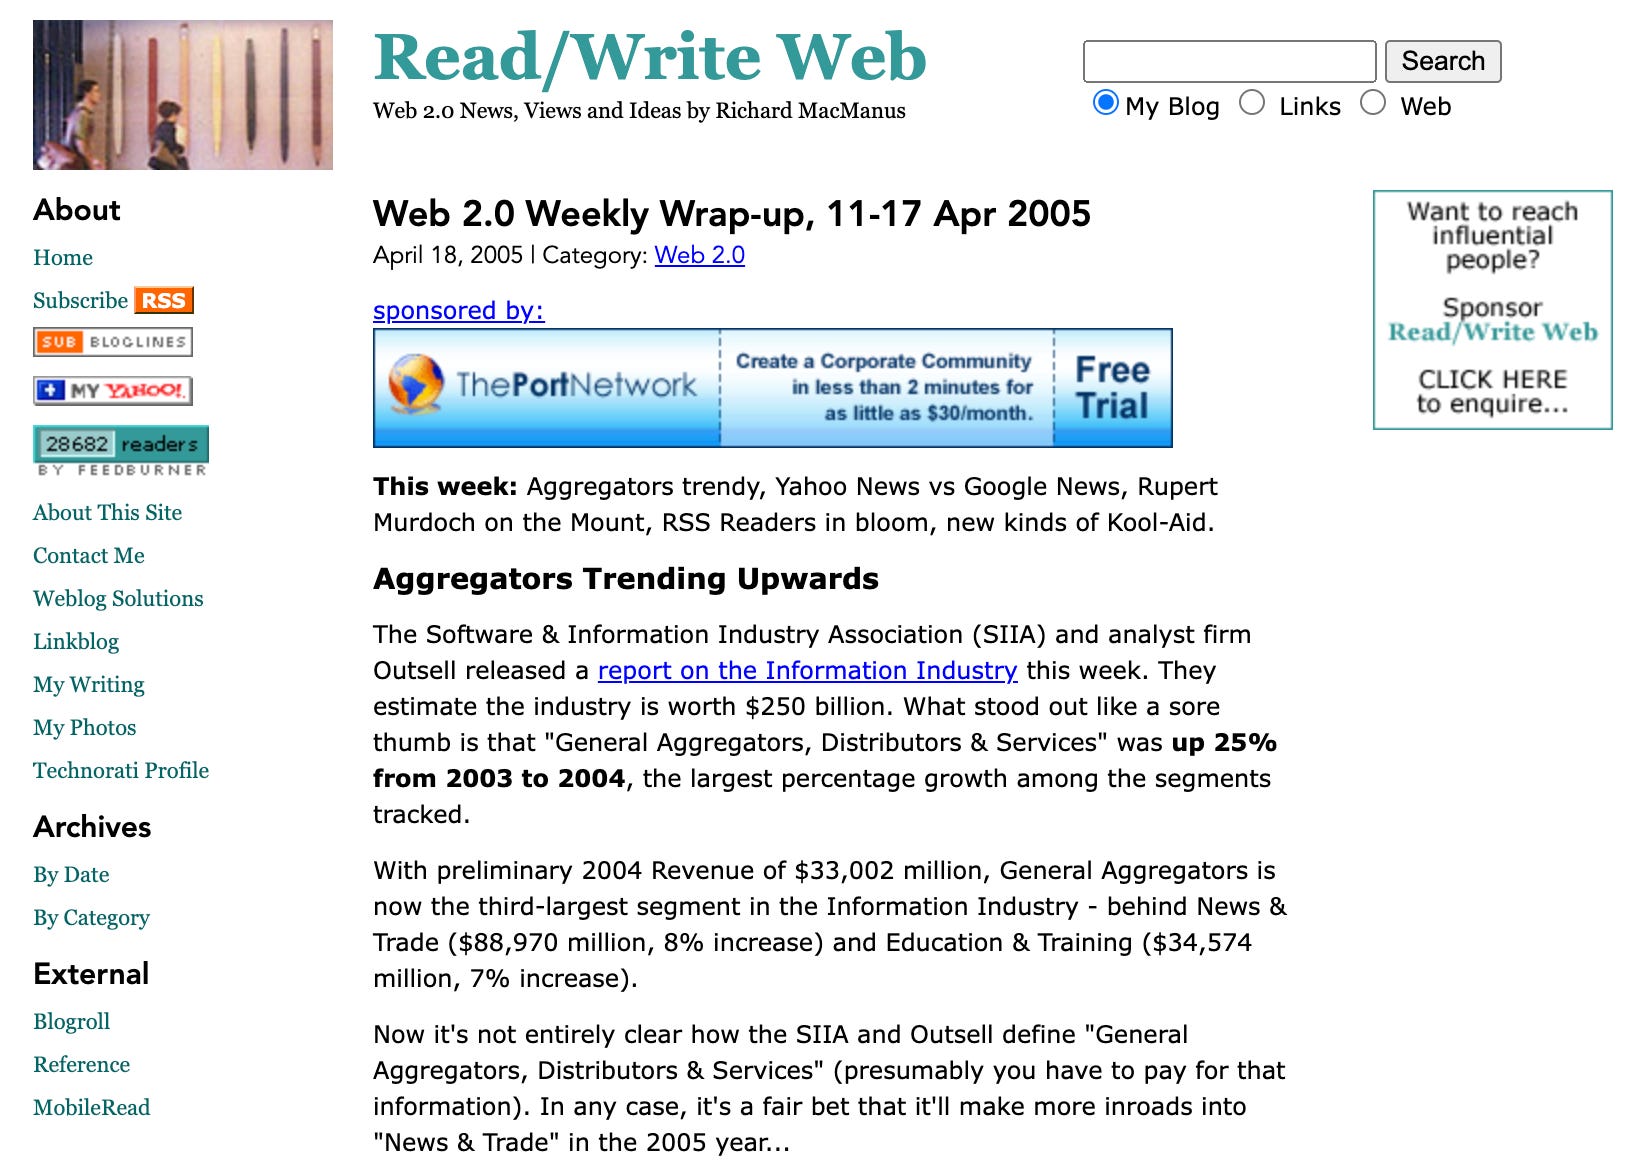 Read/Write Web
Web 2.0 News, Views and Ideas by Richard MacManus
Search
My Blog Links Web
About
Home
Subscribe RSS
SUB BLOGLINES
+ MY YAHOO!
28682 readers
BY FEEDBURNER
About This Site
Contact Me
Weblog Solutions
Linkblog
My Writing
My Photos
Technorati Profile
Archives
By Date
By Category
External
Blogroll
Reference
MobileRead
Web 2.0 Weekly Wrap-up, 11-17 Apr 2005
April 18, 2005 | Category: Web 2.0
sponsored by:
ThePortNetwork
Create a Corporate Community
in less than 2 minutes for
as little as $30/month.
Free
Trial
This week: Aggregators trendy, Yahoo News vs Google News, Rupert
Murdoch on the Mount, RSS Readers in bloom, new kinds of Kool-Aid.
Aggregators Trending Upwards
The Software & Information Industry Association (SIIA) and analyst firm
Outsell released a report on the Information Industry this week. They
estimate the industry is worth $250 billion. What stood out like a sore
thumb is that "General Aggregators, Distributors & Services" was up 25%
from 2003 to 2004, the largest percentage growth among the segments
tracked.
With preliminary 2004 Revenue of $33,002 million, General Aggregators is
now the third-largest segment in the Information Industry - behind News &
Trade ($88,970 million, 8% increase) and Education & Training ($34,574
million, 7% increase).
Now it's not entirely clear how the SIIA and Outsell define "General
Aggregators, Distributors & Services" (presumably you have to pay for that
information). In any case, it's a fair bet that it'll make more inroads into
"News & Trade" in the 2005 year...
Want to reach
influential
people?
Sponsor
Read/Write Web
CLICK HERE
to enquire...